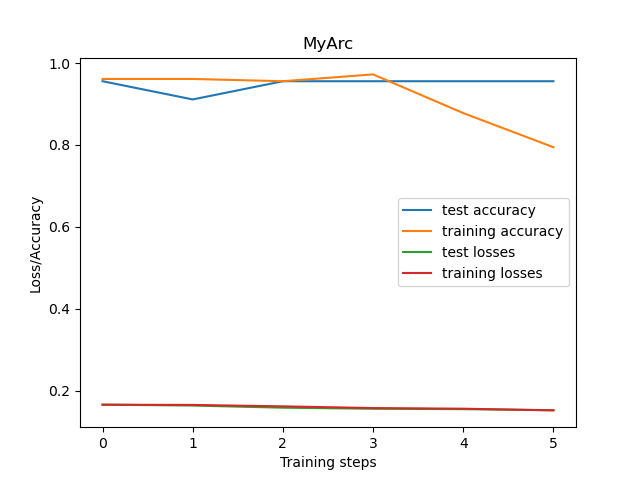 MyArc
1.0
0.8
0.6
0.4
0.2
Loss/Accuracy
test accuracy
training accuracy
test losses
training losses
0 1 2 3 4 5
Training steps